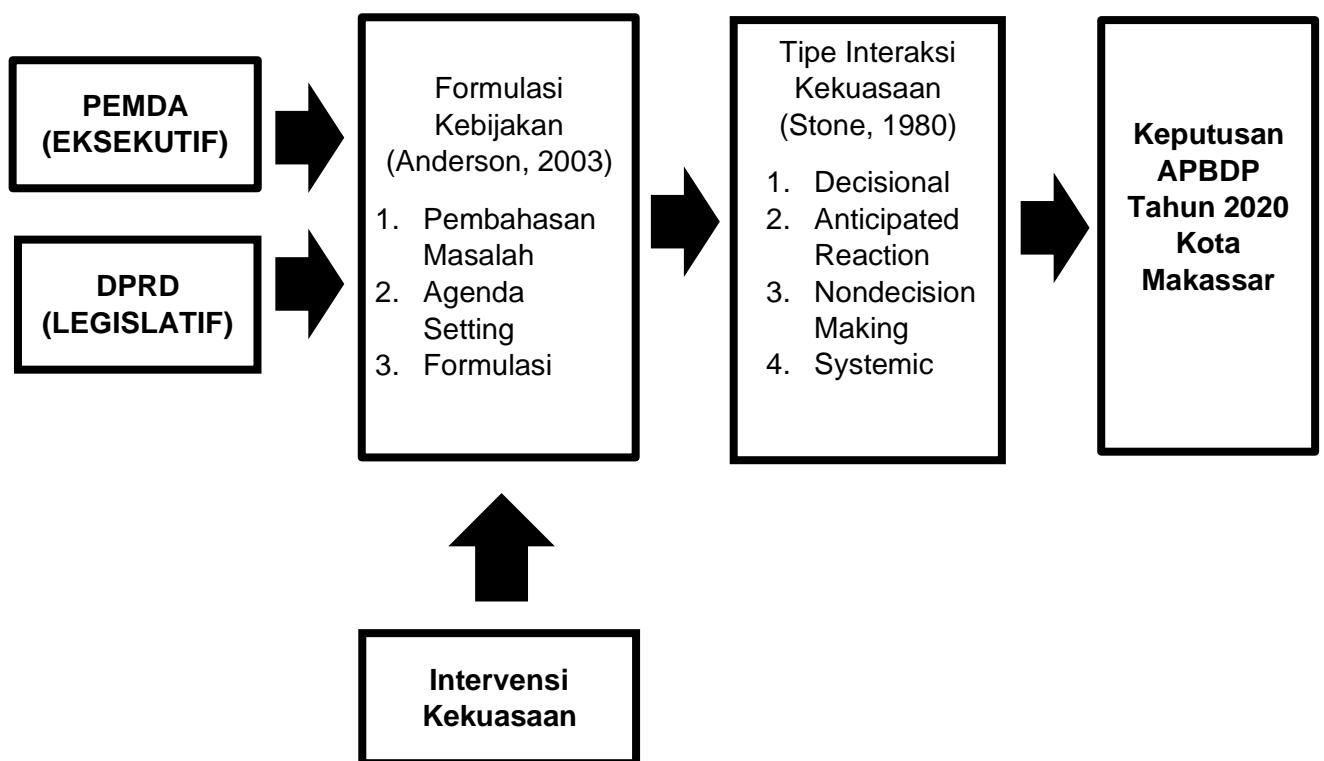 PEMDA
(EKSEKUTIF)
DPRD
(LEGISLATIF)
Formulasi
Kebijakan
(Anderson, 2003)
1. Pembahasan
Masalah
2. Agenda
Setting
3. Formulasi
Tipe Interaksi
Kekuasaan
(Stone, 1980)
1. Decisional
2. Anticipated
Reaction
3. Nondecision
Making
4. Systemic
Keputusan
APBDP
Tahun 2020
Kota
Makassar
Intervensi
Kekuasaan